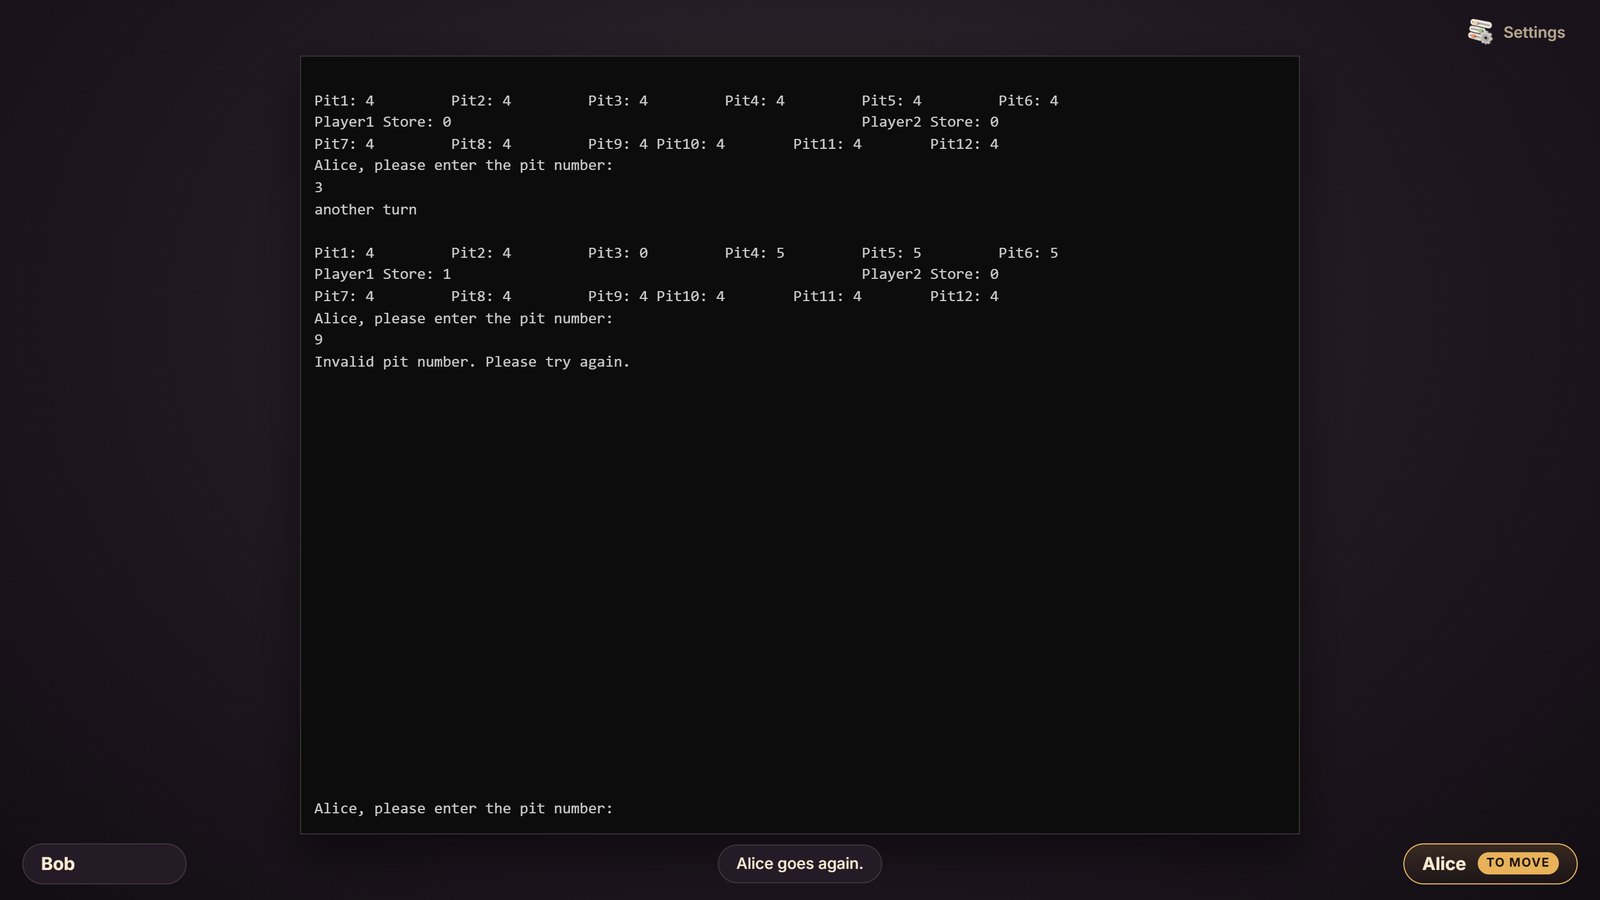 Settings
Pit1: 4         Pit2: 4         Pit3: 4         Pit4: 4         Pit5: 4         Pit6: 4
Player1 Store: 0                                                Player2 Store: 0
Pit7: 4         Pit8: 4         Pit9: 4 Pit10: 4        Pit11: 4        Pit12: 4
Alice, please enter the pit number:
3
another turn
Pit1: 4         Pit2: 4         Pit3: 0         Pit4: 5         Pit5: 5         Pit6: 5
Player1 Store: 1                                                Player2 Store: 0
Pit7: 4         Pit8: 4         Pit9: 4 Pit10: 4        Pit11: 4        Pit12: 4
Alice, please enter the pit number:
9
Invalid pit number. Please try again.
Alice, please enter the pit number:
Bob
Alice goes again.
Alice TO MOVE